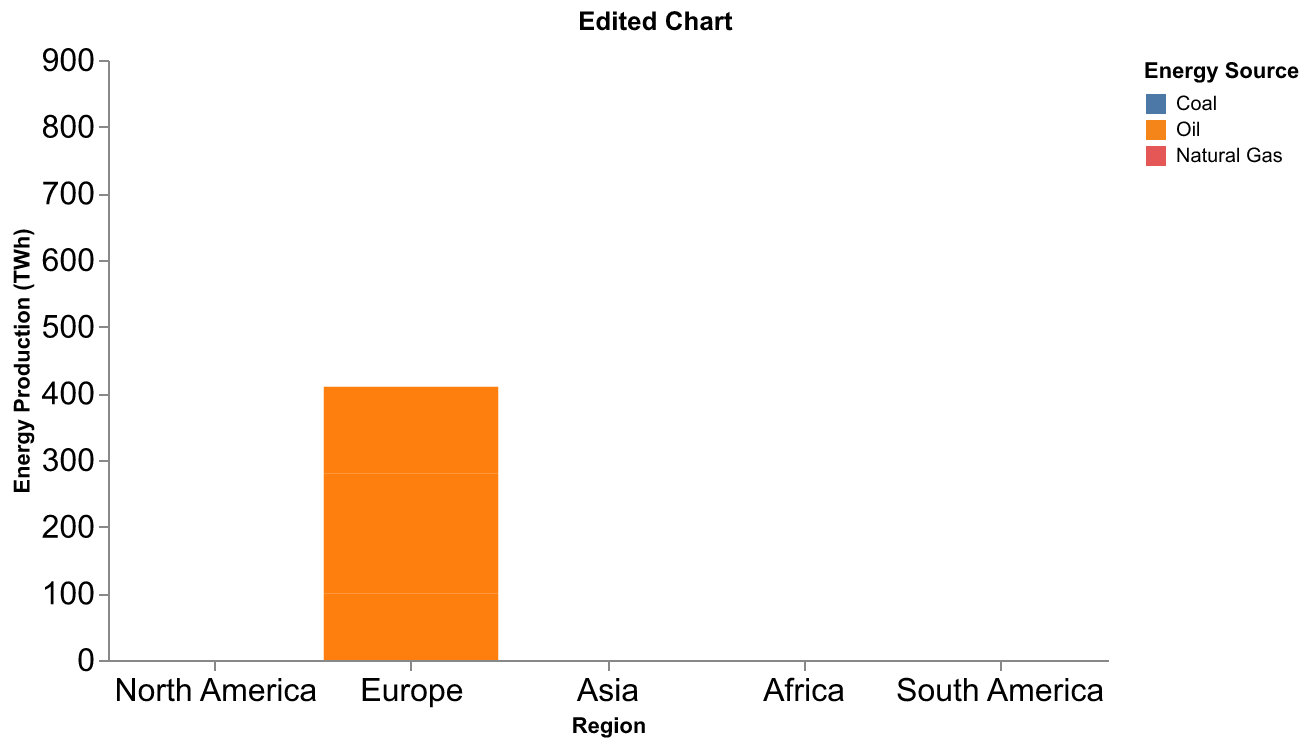 Edited Chart
900
800
700
600
500
400
300
200
100
0
Energy Production (TWh)
North America
Europe
Asia
Africa
South America
Region
Energy Source
Coal
Oil
Natural Gas